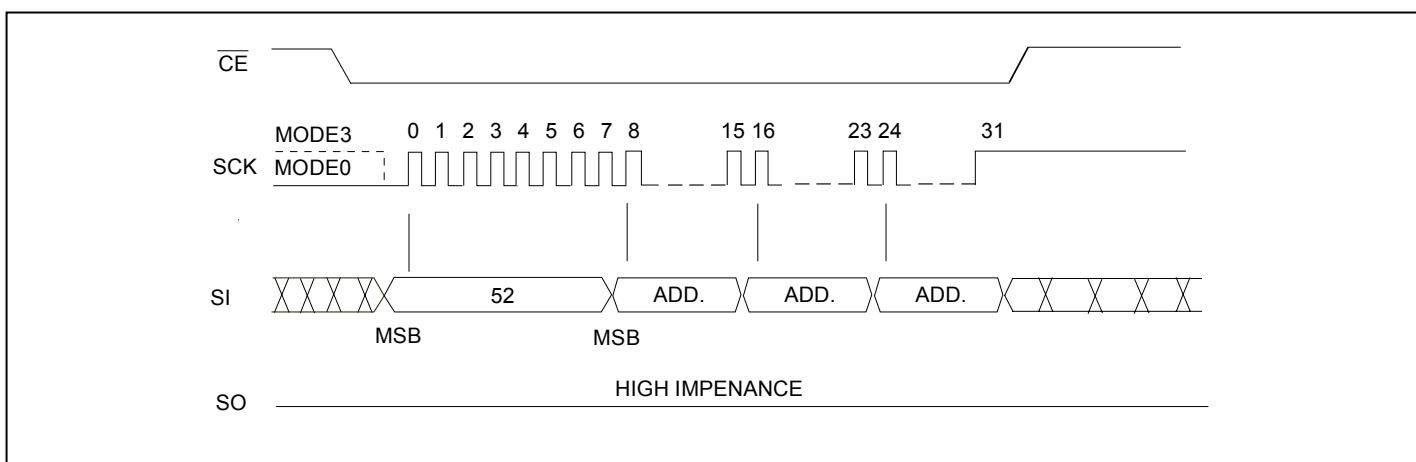 CE
MODE3 0 1 2 3 4 5 6 7 8 15 16 23 24 31
SCK MODE0
SI 52 ADD. ADD. ADD.
MSB MSB
HIGH IMPENANCE
SO